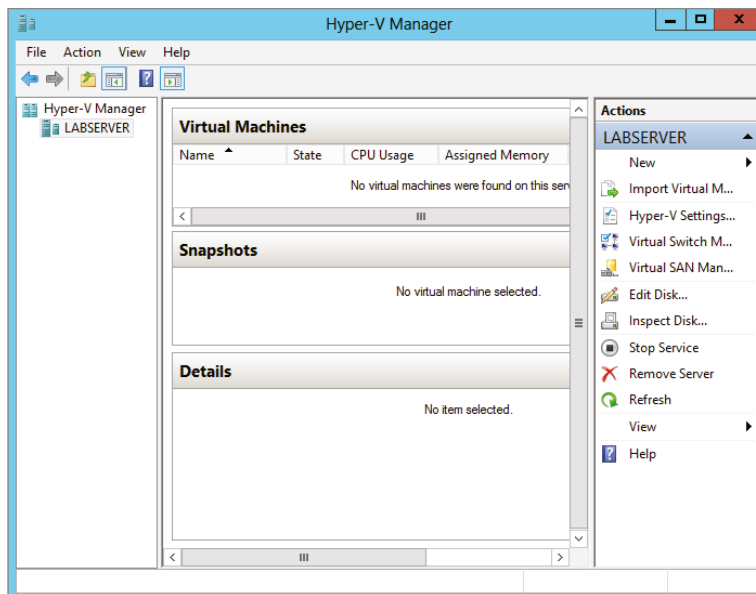 Hyper-V Manager
File Action View Help
Hyper-V Manager
LABSERVER
Virtual Machines
Name State CPU Usage Assigned Memory
No virtual machines were found on this ser
Snapshots
No virtual machine selected.
Details
No item selected.
Actions
LABSERVER
New
Import Virtual M...
Hyper-V Settings...
Virtual Switch M...
Virtual SAN Man...
Edit Disk...
Inspect Disk...
Stop Service
Remove Server
Refresh
View
Help